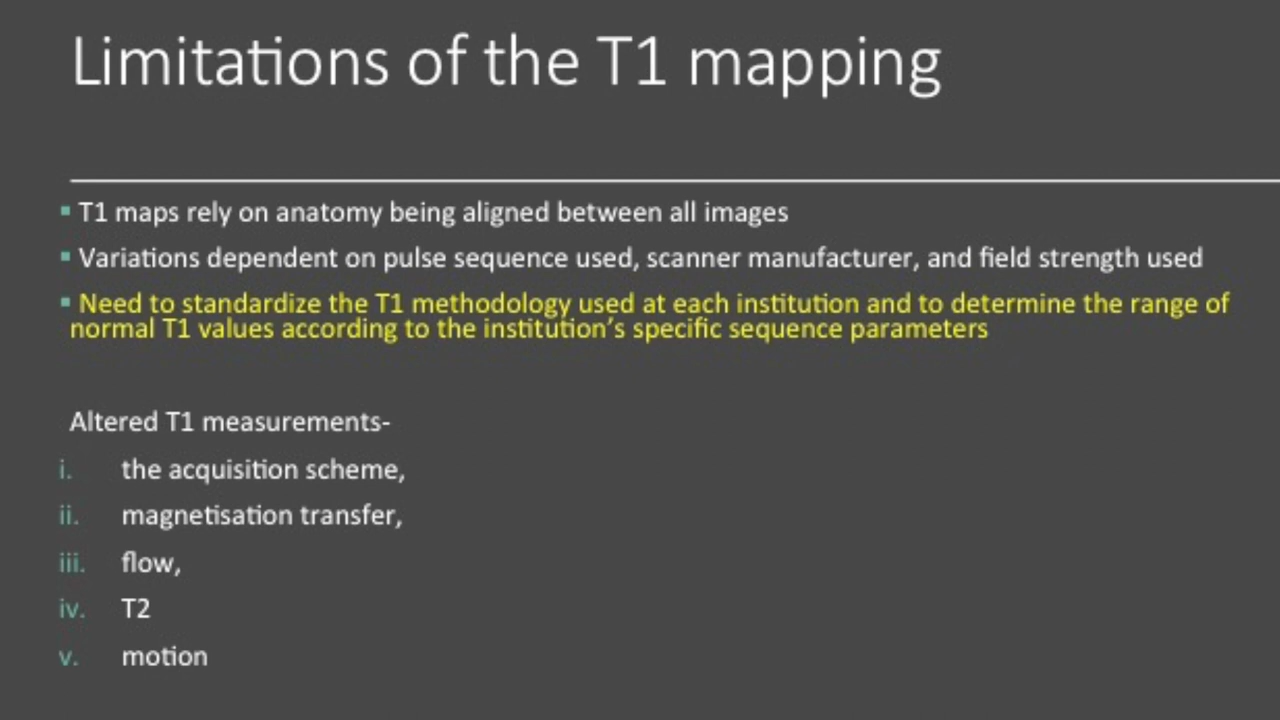 Limitations of the T1 mapping
▪ T1 maps rely on anatomy being aligned between all images
▪ Variations dependent on pulse sequence used, scanner manufacturer, and field strength used
▪ Need to standardize the T1 methodology used at each institution and to determine the range of
normal T1 values according to the institution’s specific sequence parameters
Altered T1 measurements-
i. the acquisition scheme,
ii. magnetisation transfer,
iii. flow,
iv. T2
v. motion